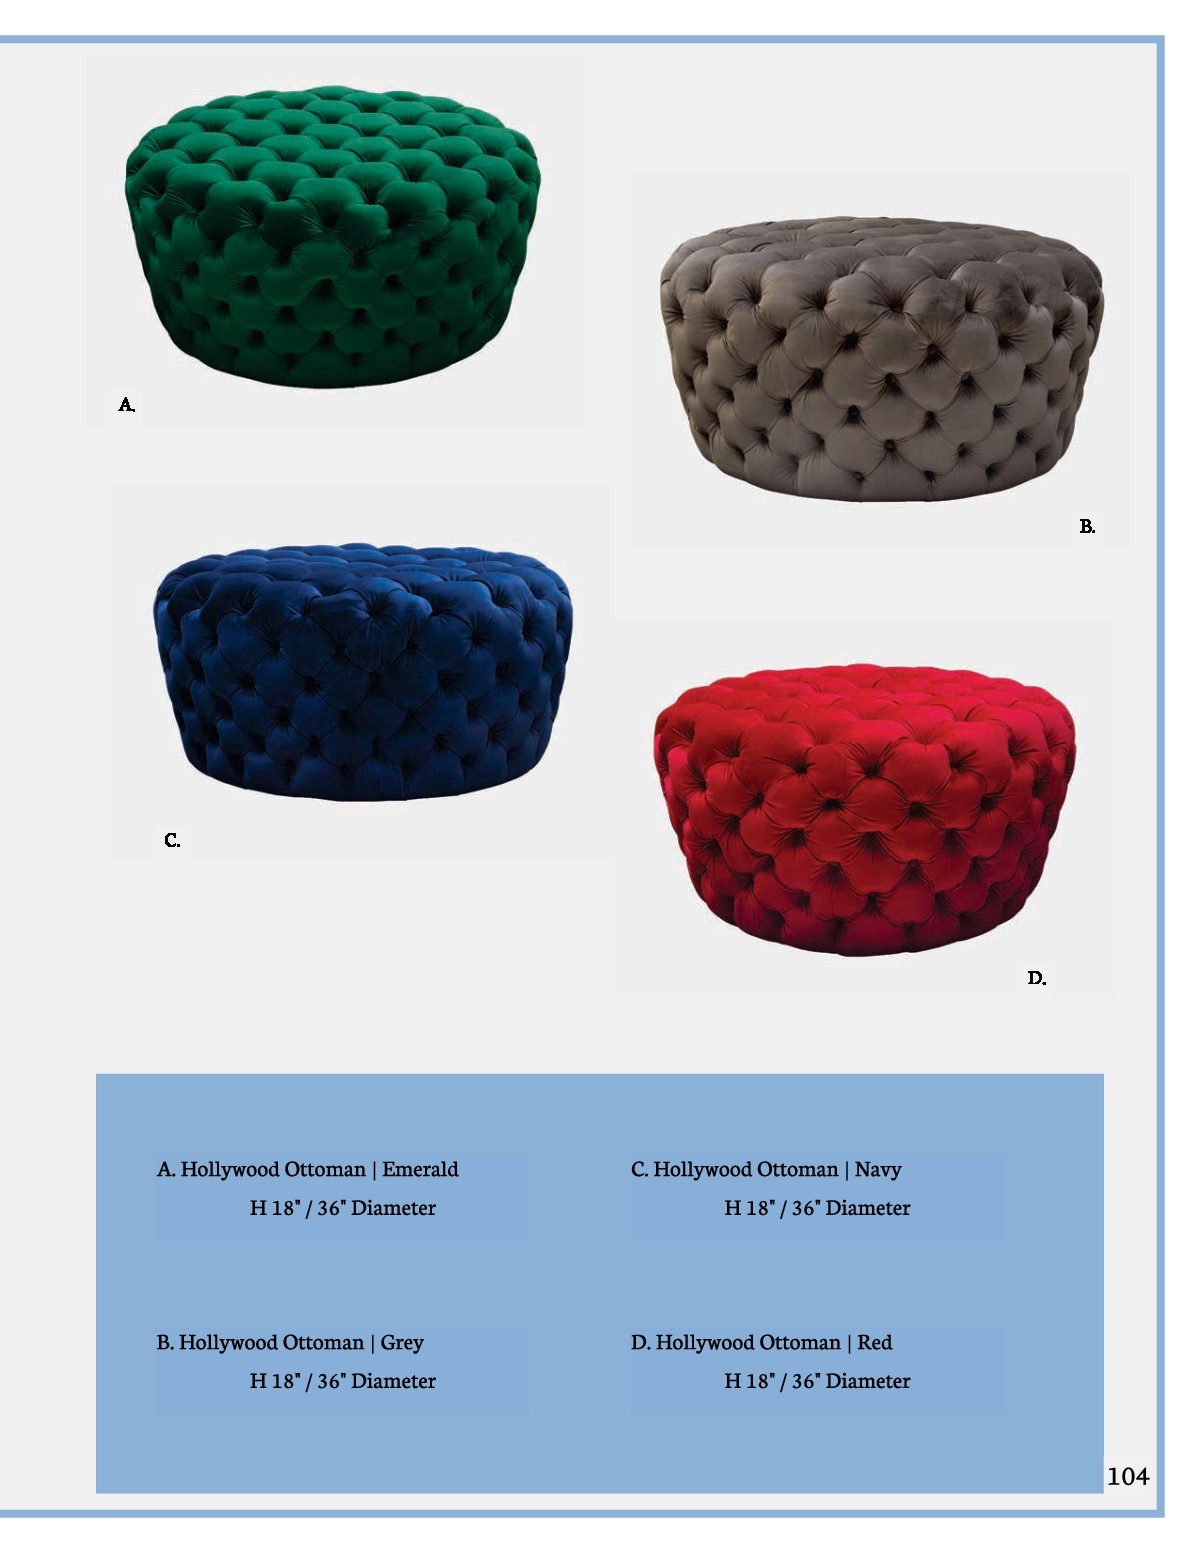 A.
B.
C.
D.
A. Hollywood Ottoman | Emerald
H 18" / 36" Diameter
C. Hollywood Ottoman | Navy
H 18" / 36" Diameter
B. Hollywood Ottoman | Grey
H 18" / 36" Diameter
D. Hollywood Ottoman | Red
H 18" / 36" Diameter
104